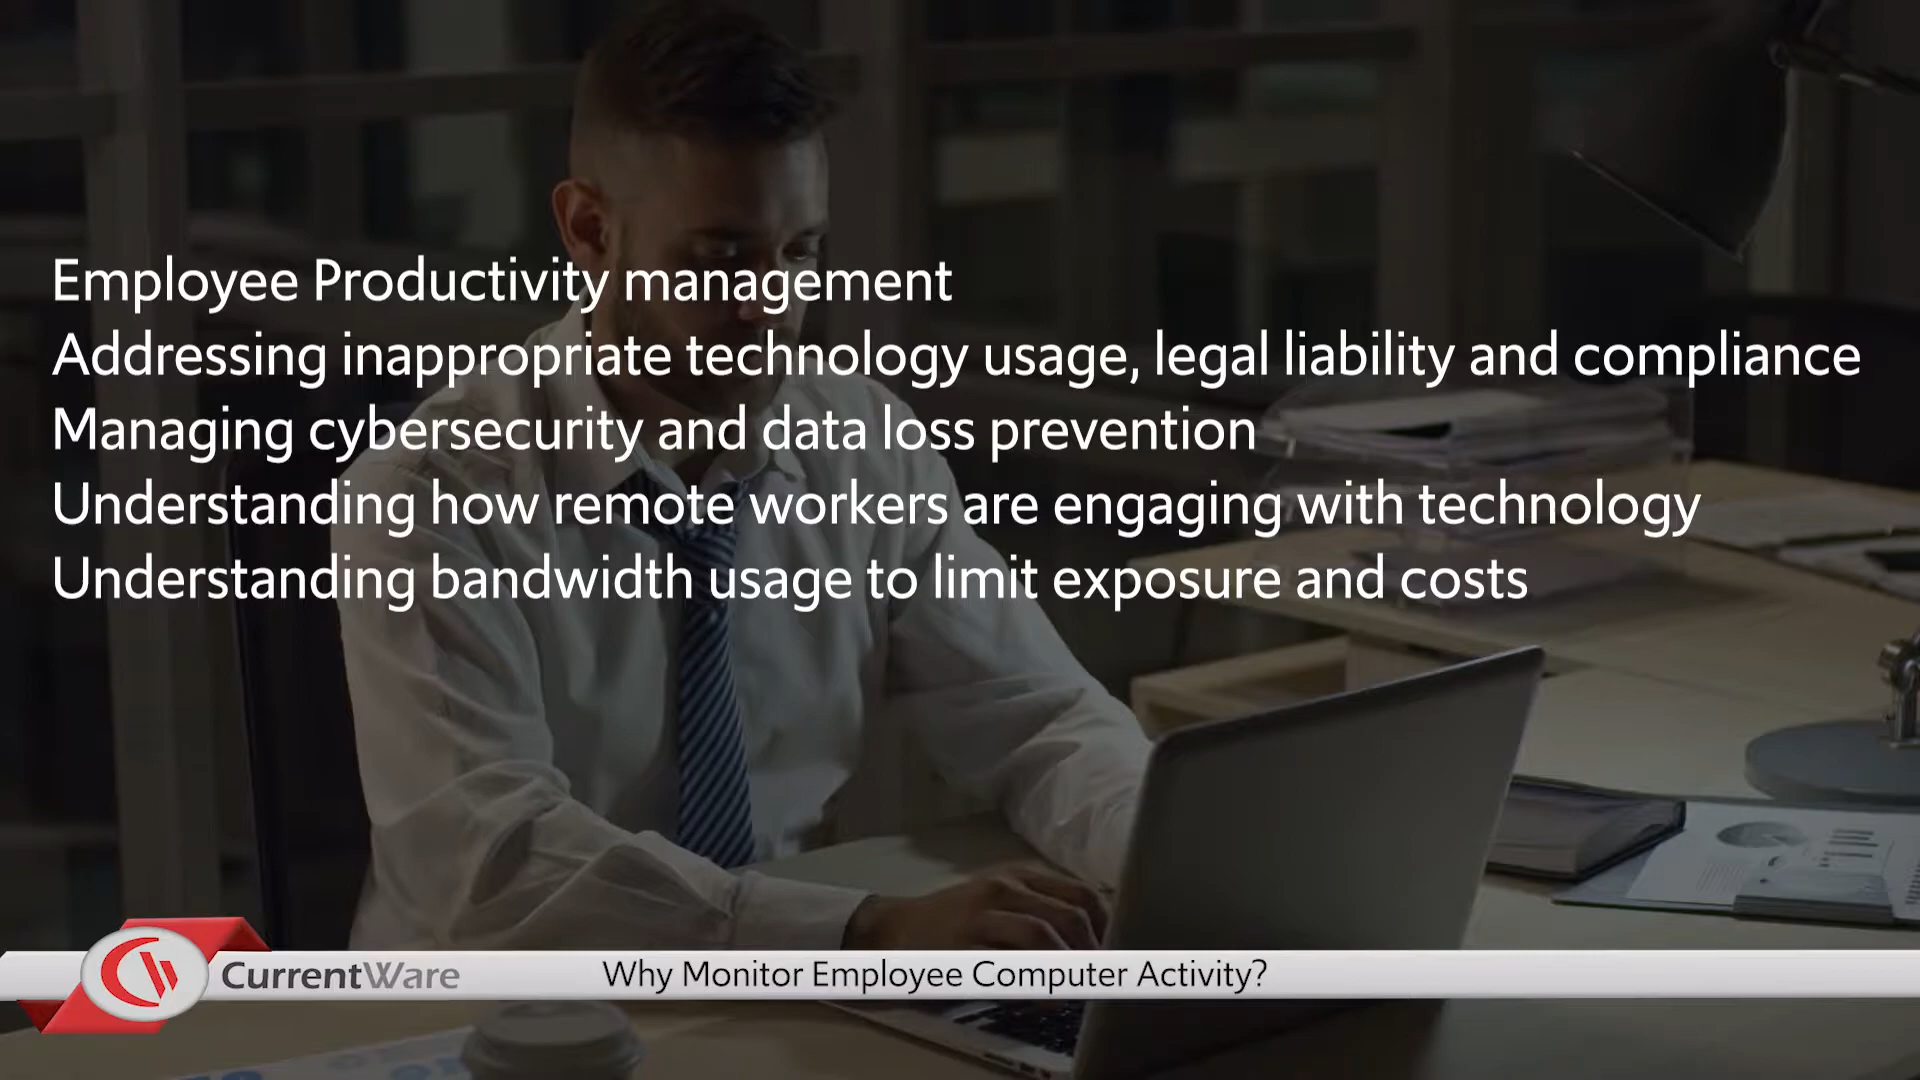 Employee Productivity management
Addressing inappropriate technology usage, legal liability and compliance
Managing cybersecurity and data loss prevention
Understanding how remote workers are engaging with technology
Understanding bandwidth usage to limit exposure and costs
CurrentWare
Why Monitor Employee Computer Activity?